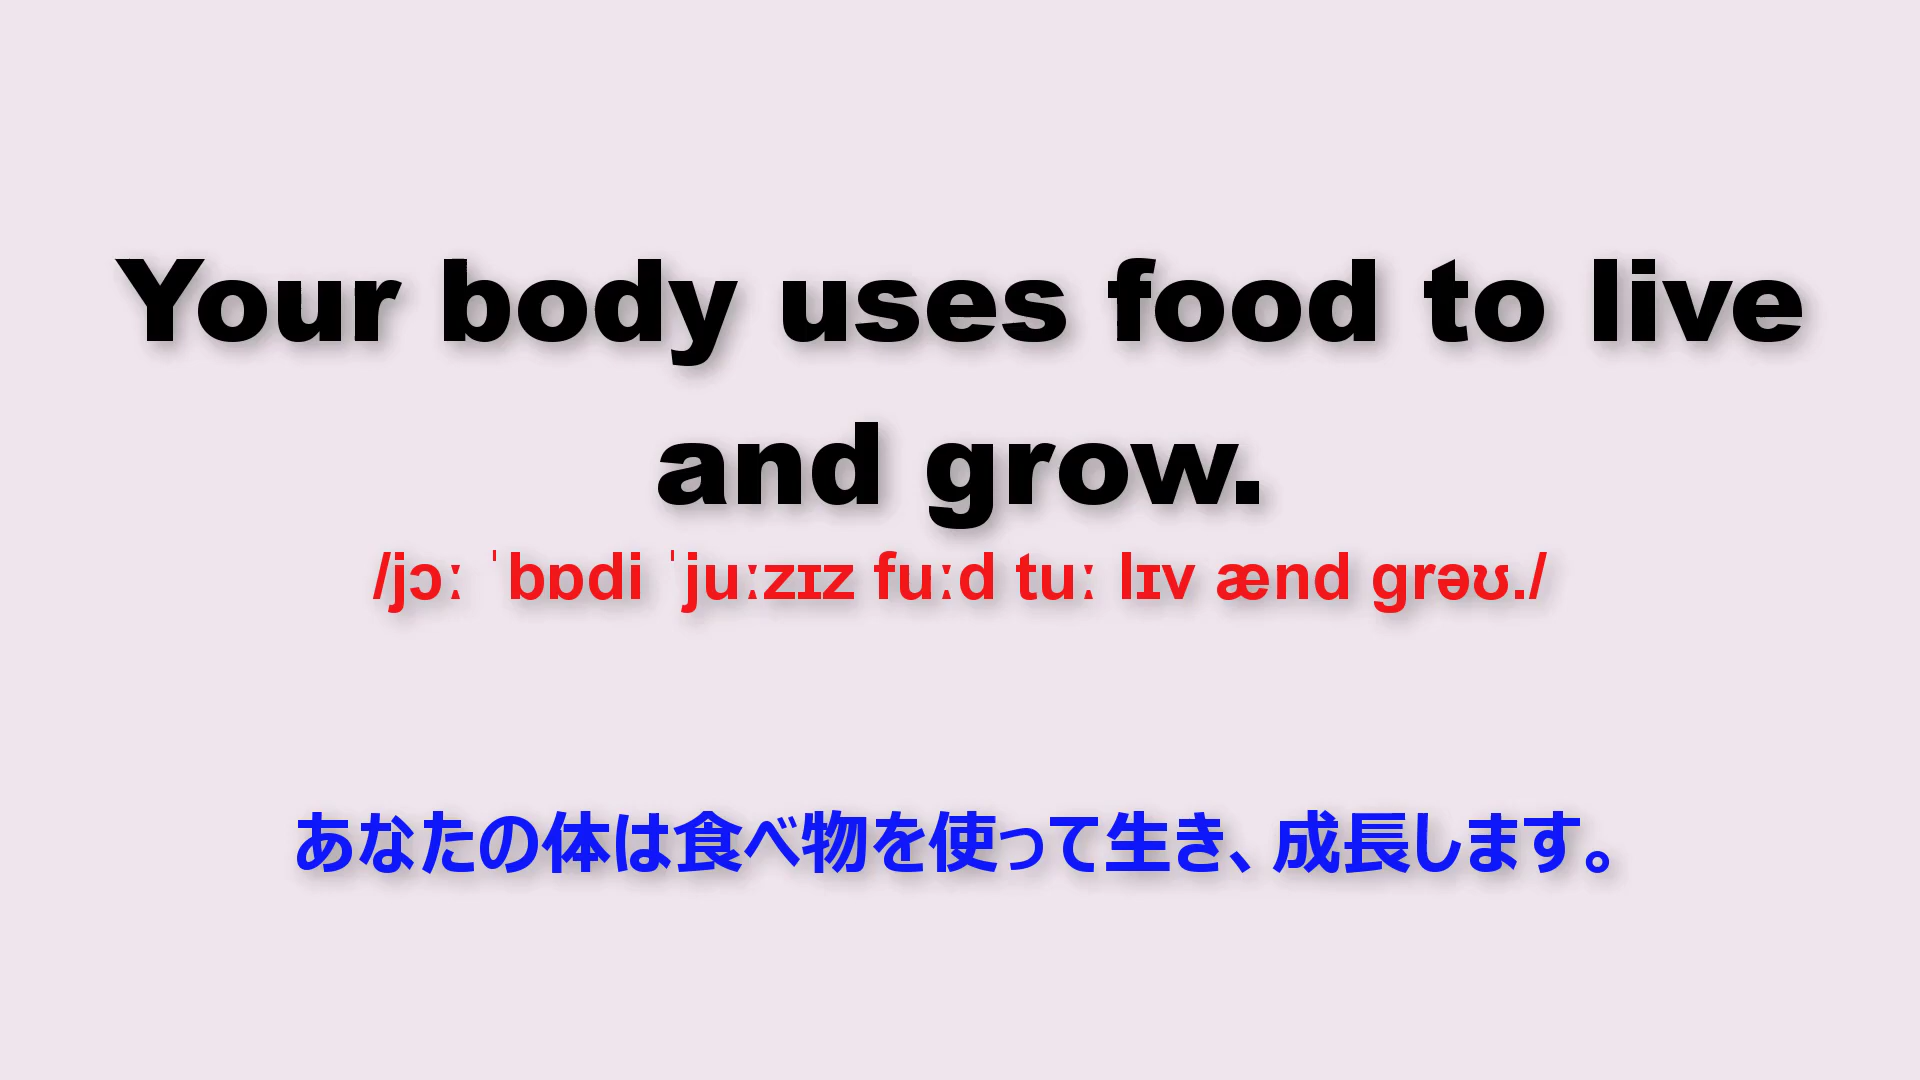 Your body uses food to live
and grow.
/jɔː ˈbɒdi ˈjuːzɪz fuːd tuː lɪv ænd grəʊ./
あなたの体は食べ物を使って生き、成長します。